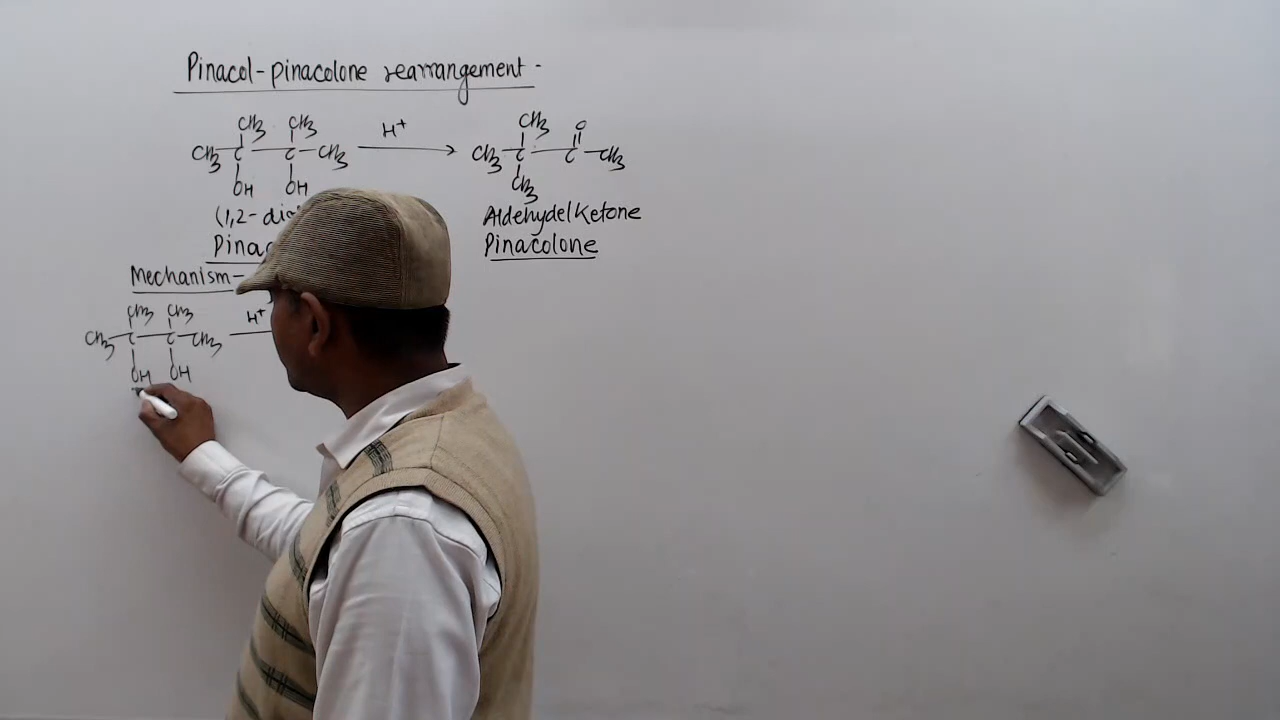 Pinacol-pinacolone rearrangement-
CH3 CH3 H+ CH3 O
CH3-C-C-CH3 → CH3-C-C-CH3
OH OH CH3
(1,2- Aldehyde/Ketone
Pinacolone
Mechanism-
CH3 CH3 H+
CH3-C-C-CH3
OH OH